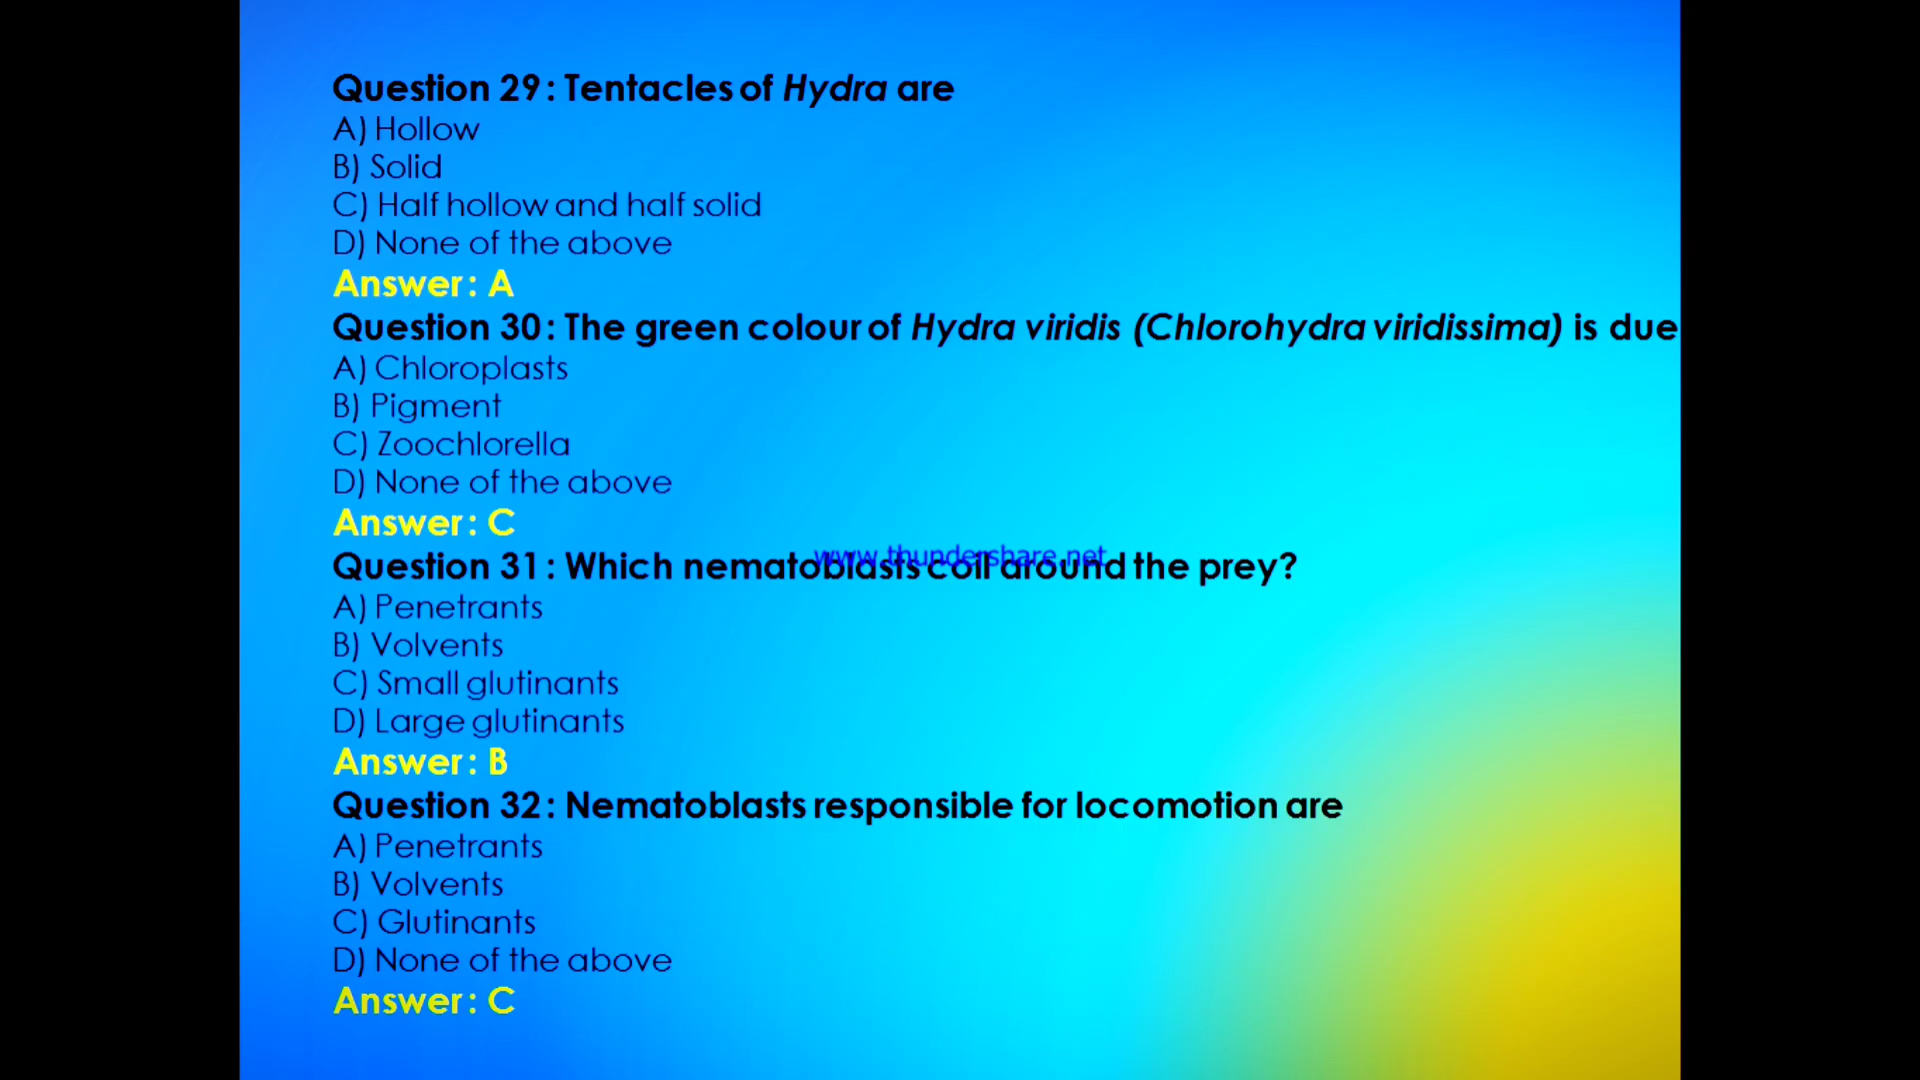 Question 29: Tentacles of Hydra are
A) Hollow
B) Solid
C) Half hollow and half solid
D) None of the above
Answer: A
Question 30: The green colour of Hydra viridis (Chlorohydra viridissima) is due
A) Chloroplasts
B) Pigment
C) Zoochlorella
D) None of the above
Answer: C
www.thundershare.net
Question 31: Which nematoblasts coil around the prey?
A) Penetrants
B) Volvents
C) Small glutinants
D) Large glutinants
Answer: B
Question 32: Nematoblasts responsible for locomotion are
A) Penetrants
B) Volvents
C) Glutinants
D) None of the above
Answer: C